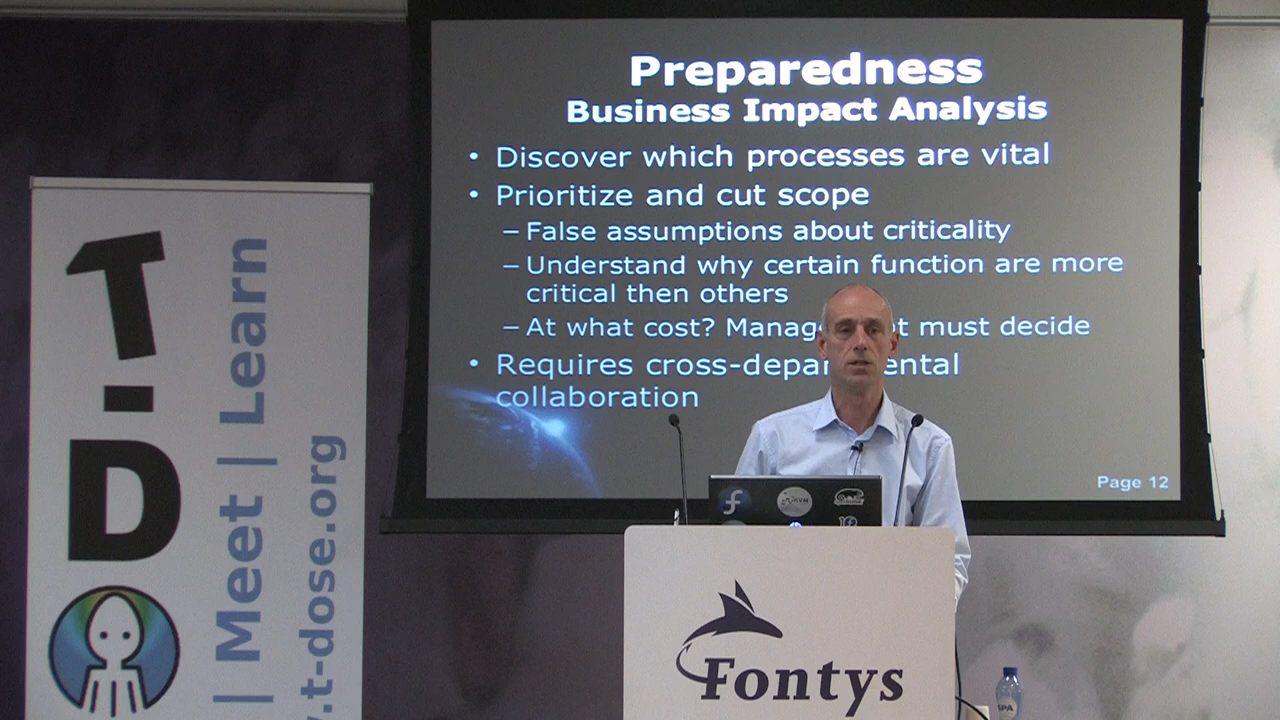 Preparedness
Business Impact Analysis
• Discover which processes are vital
• Prioritize and cut scope
– False assumptions about criticality
– Understand why certain function are more
critical then others
– At what cost? Manag t must decide
• Requires cross-depar ental
collaboration
Page 12
T-D
| Meet | Learn
.t-dose.org
Fontys
SPA